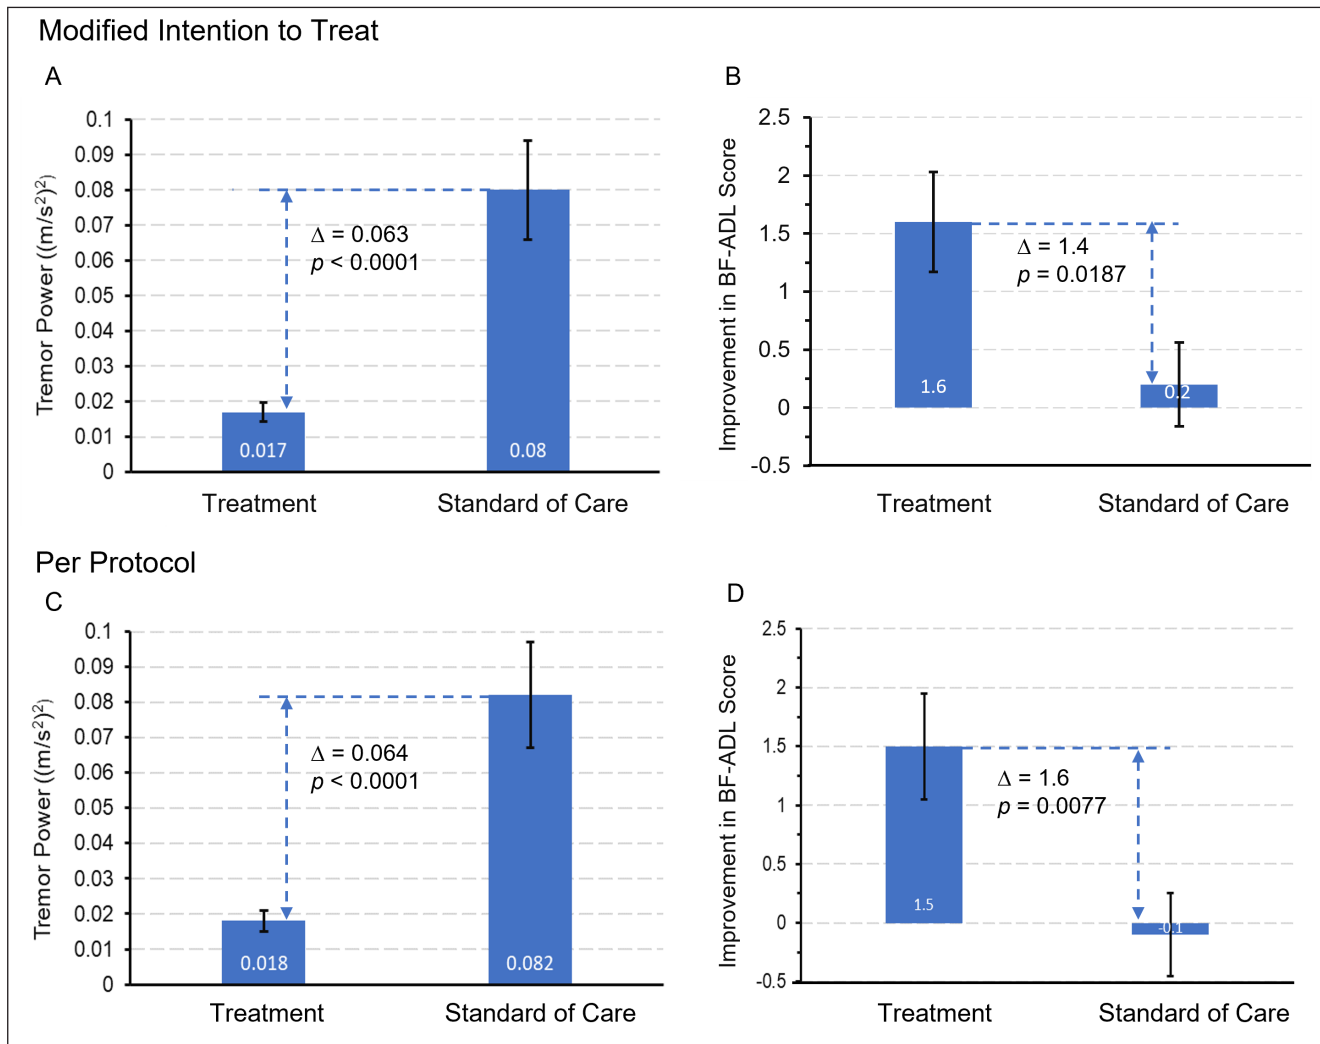 Modified Intention to Treat
A
Tremor Power ((m/s²)²)
0.1
0.09
0.08
0.07
0.06
0.05
0.04
0.03
0.02
0.01
0
Δ = 0.063
p < 0.0001
0.017
0.08
Treatment
Standard of Care
B
Improvement in BF-ADL Score
2.5
2
1.5
1
0.5
0
-0.5
Δ = 1.4
p = 0.0187
1.6
0.2
Treatment
Standard of Care
Per Protocol
C
Tremor Power ((m/s²)²)
0.1
0.09
0.08
0.07
0.06
0.05
0.04
0.03
0.02
0.01
0
Δ = 0.064
p < 0.0001
0.018
0.082
Treatment
Standard of Care
D
Improvement in BF-ADL Score
2.5
2
1.5
1
0.5
0
-0.5
Δ = 1.6
p = 0.0077
1.5
-0.1
Treatment
Standard of Care